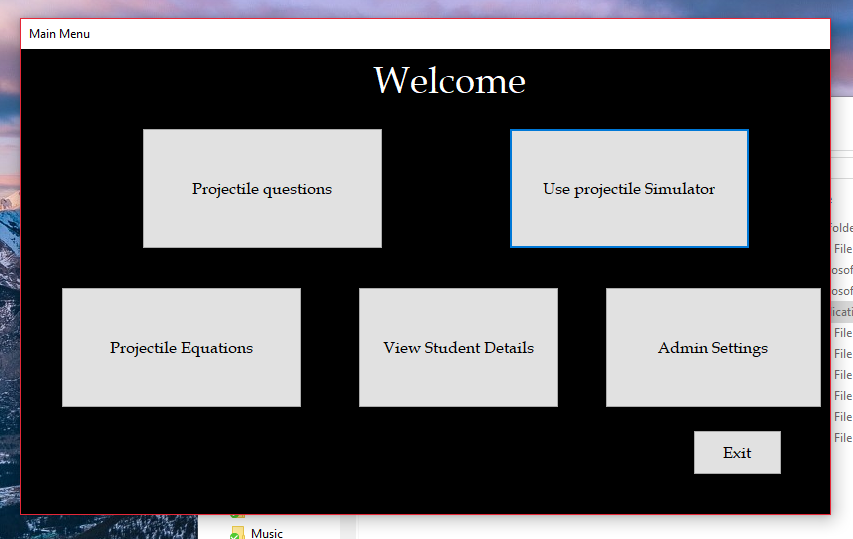 Main Menu
Welcome
Projectile questions
Use projectile Simulator
Projectile Equations
View Student Details
Admin Settings
Exit
File
File
File
File
File
File
Music